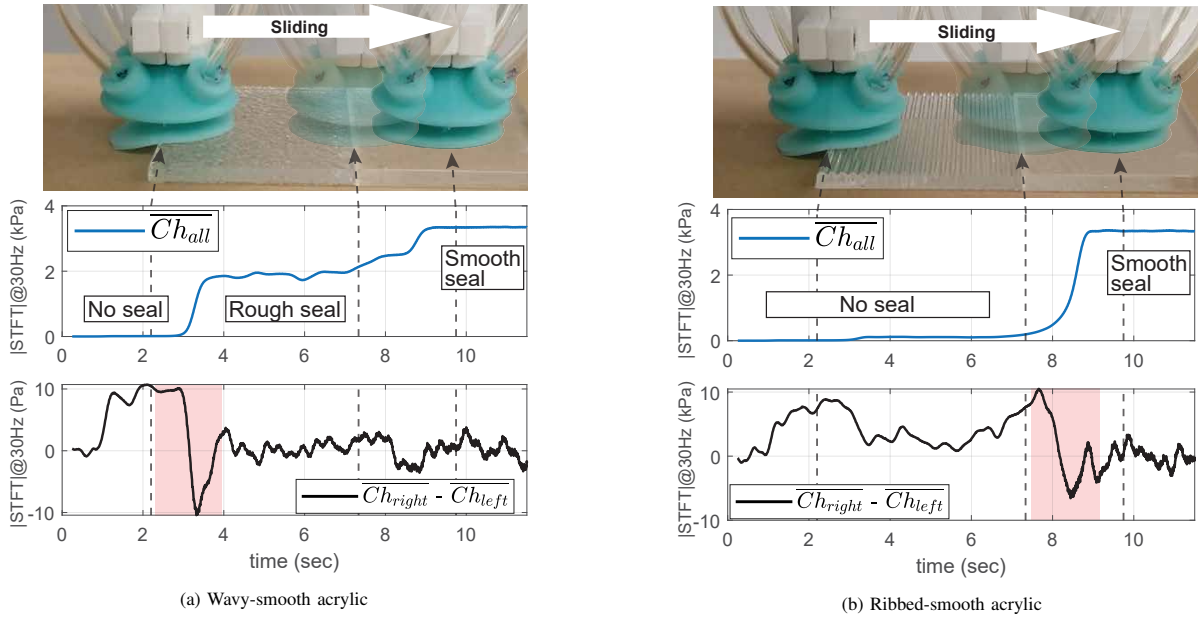 Sliding
|STFT|@30Hz (kPa)
4
2
0
Ch_all
No seal
Rough seal
Smooth
seal
0 2 4 6 8 10
|STFT|@30Hz (Pa)
10
0
-10
Ch_right - Ch_left
0 2 4 6 8 10
time (sec)
(a) Wavy-smooth acrylic
Sliding
|STFT|@30Hz (kPa)
4
2
0
Ch_all
No seal
Smooth
seal
0 2 4 6 8 10
|STFT|@30Hz (kPa)
10
0
-10
Ch_right - Ch_left
0 2 4 6 8 10
time (sec)
(b) Ribbed-smooth acrylic